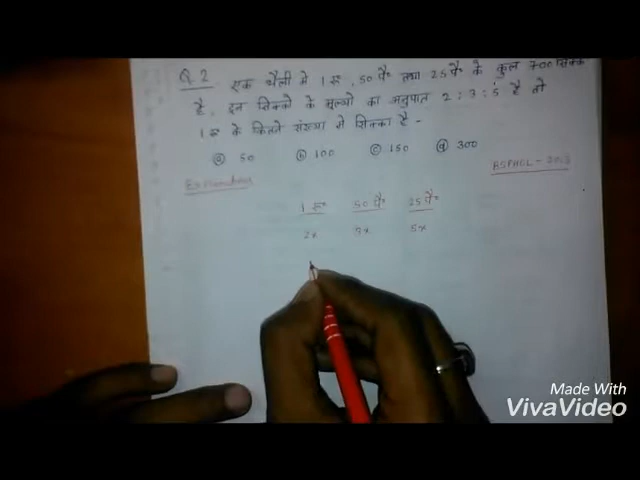 Q.2 एक थैली में 1 रू, 50 पै॰ तथा 25 पै॰ के कुल 700 सिक्के
है, इन सिक्को के मूल्यो का अनुपात 2 : 3 : 5 है तो
1 रू के कितने संख्या में सिक्का है -
ⓐ 50 ⓑ 100 ⓒ 150 ⓓ 300
BSPHCL - 2013
1 रू 50 पै॰ 25 पै॰
2x 3x 5x
Made With
VivaVideo